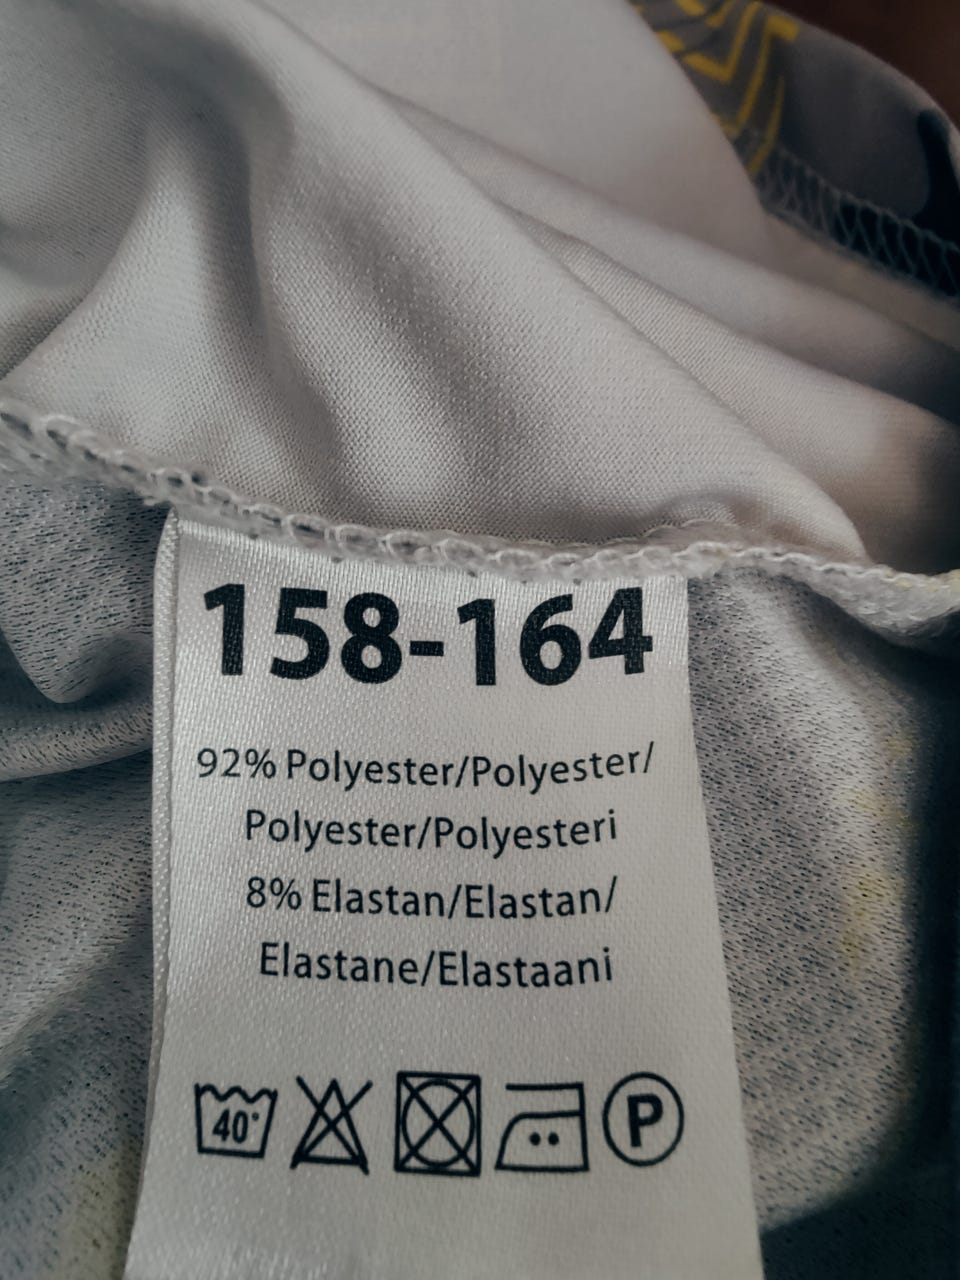 158-164
92% Polyester/Polyester/
Polyester/Polyesteri
8% Elastan/Elastan/
Elastane/Elastaani
40° P